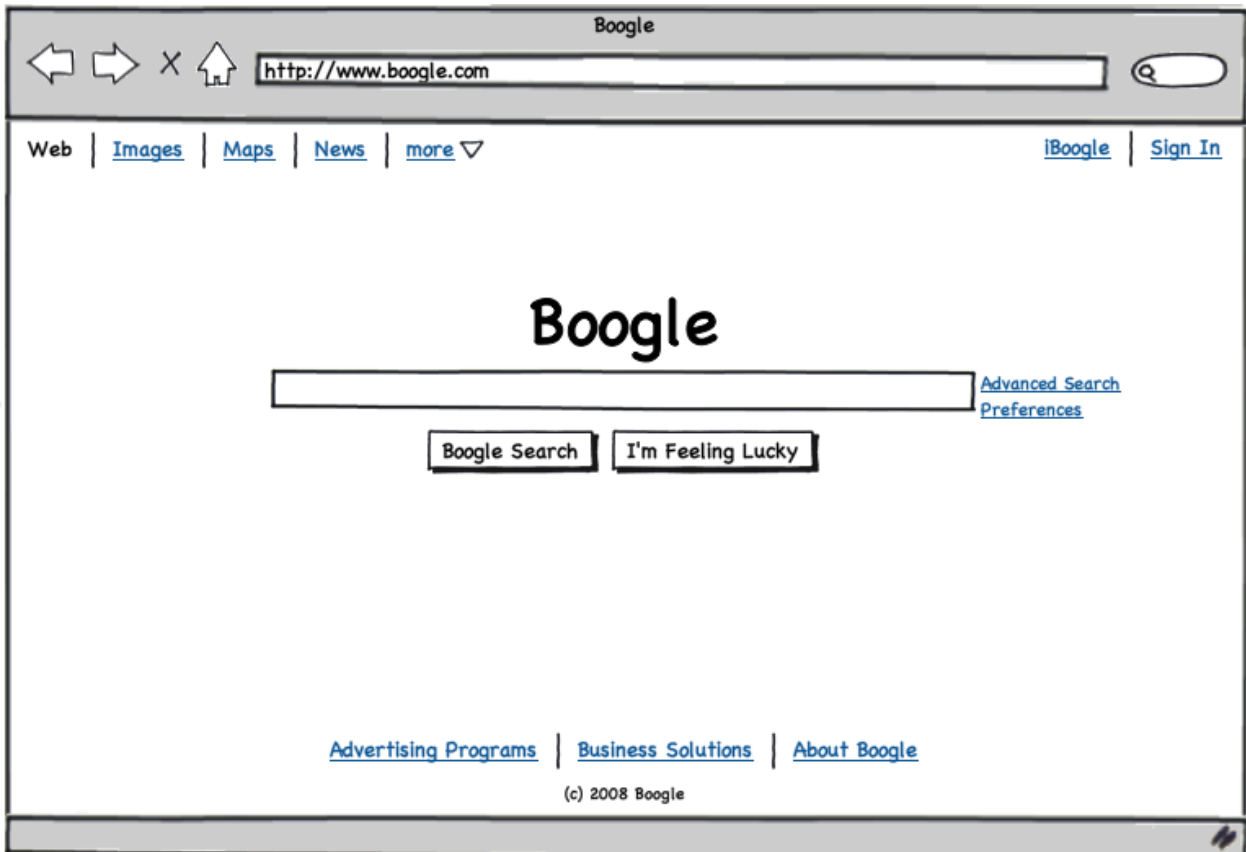 Boogle
http://www.boogle.com
Web Images Maps News more iBoogle Sign In
Boogle
Advanced Search
Preferences
Boogle Search I'm Feeling Lucky
Advertising Programs Business Solutions About Boogle
(c) 2008 Boogle